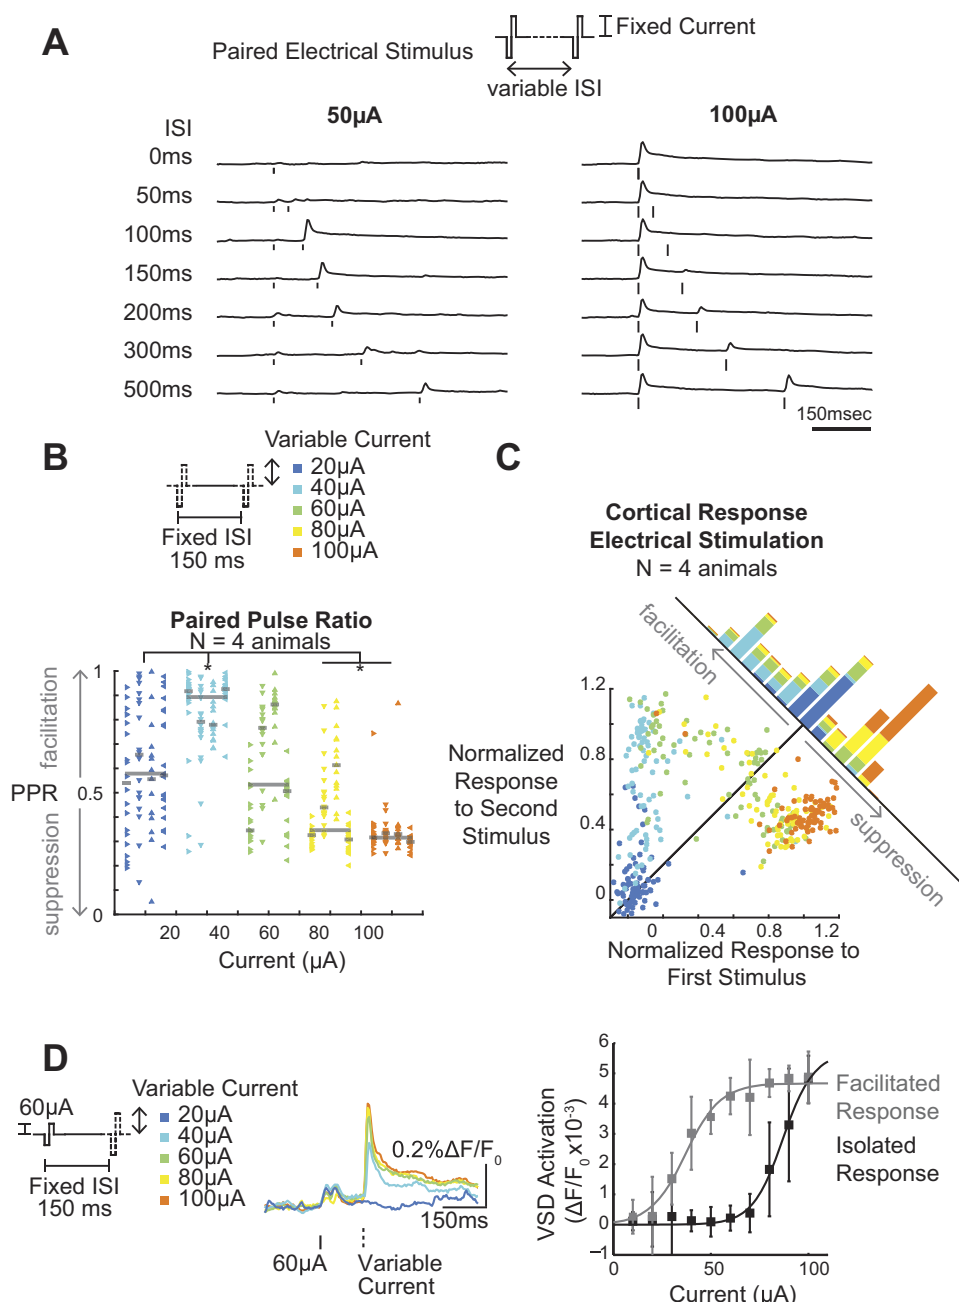 A
Paired Electrical Stimulus
Fixed Current
variable ISI
ISI
50µA
100µA
0ms
50ms
100ms
150ms
200ms
300ms
500ms
150msec
B
Variable Current
20µA
40µA
60µA
80µA
100µA
Fixed ISI
150 ms
Paired Pulse Ratio
N = 4 animals
*
*
facilitation
PPR
suppression
1
0.5
0
20
40
60
80
100
Current (µA)
C
Cortical Response
Electrical Stimulation
N = 4 animals
facilitation
suppression
Normalized
Response
to Second
Stimulus
1.2
0.8
0.4
0
0
0.4
0.8
1.2
Normalized Response to
First Stimulus
D
60µA
Fixed ISI
150 ms
Variable Current
20µA
40µA
60µA
80µA
100µA
0.2%ΔF/F0
150ms
60µA
Variable
Current
VSD Activation
(ΔF/F0 x10-3)
6
5
4
3
2
1
0
−1
0
50
100
Current (µA)
Facilitated
Response
Isolated
Response